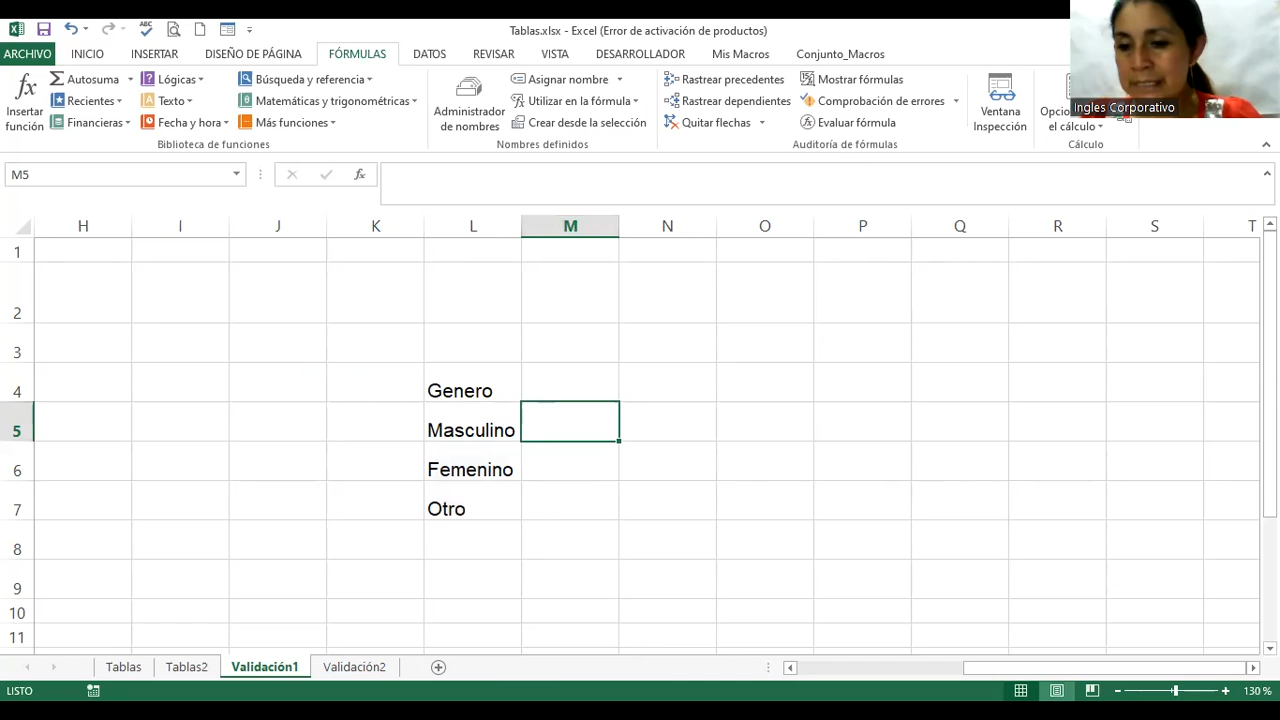 Tablas.xlsx - Excel (Error de activación de productos)
ARCHIVO INICIO INSERTAR DISEÑO DE PÁGINA FÓRMULAS DATOS REVISAR VISTA DESARROLLADOR Mis Macros Conjunto_Macros
Insertar función
Autosuma
Recientes
Financieras
Lógicas
Texto
Fecha y hora
Búsqueda y referencia
Matemáticas y trigonométricas
Más funciones
Biblioteca de funciones
Administrador de nombres
Asignar nombre
Utilizar en la fórmula
Crear desde la selección
Nombres definidos
Rastrear precedentes
Rastrear dependientes
Quitar flechas
Mostrar fórmulas
Comprobación de errores
Evaluar fórmula
Auditoría de fórmulas
Ventana Inspección
el cálculo
Cálculo
Ingles Corporativo
M5
H I J K L M N O P Q R S T
1
2
3
4 Genero
5 Masculino
6 Femenino
7 Otro
8
9
10
11
Tablas Tablas2 Validación1 Validación2
LISTO
130 %